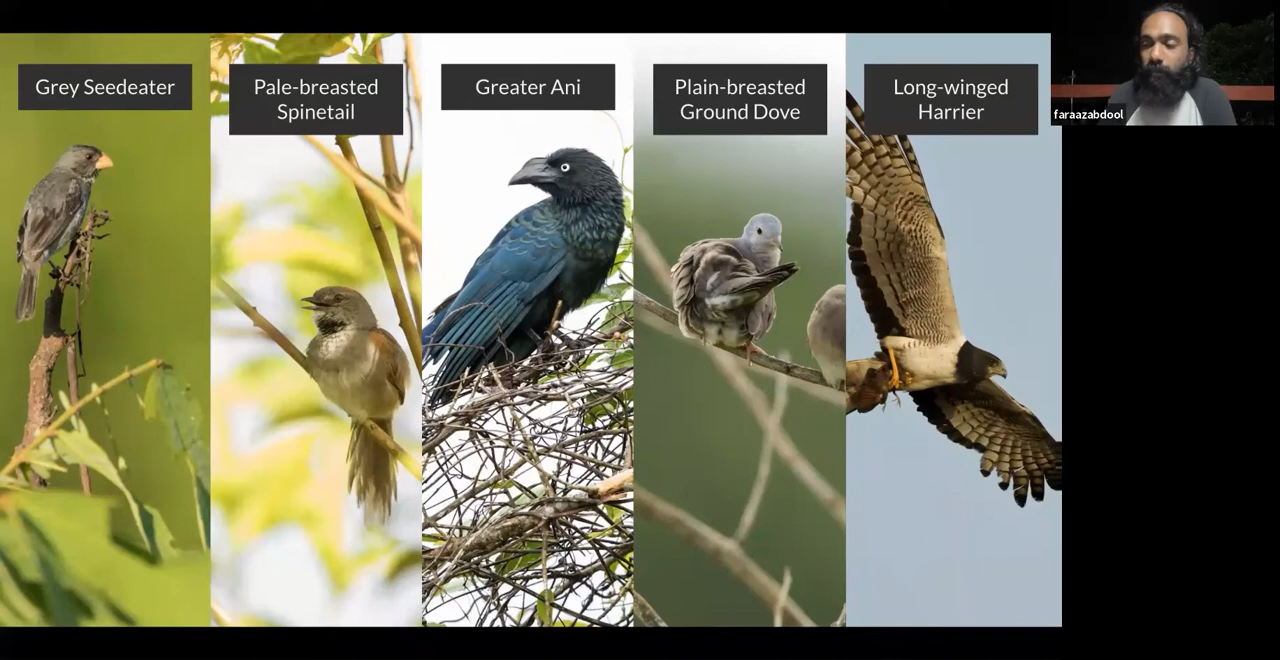 Grey Seedeater
Pale-breasted
Spinetail
Greater Ani
Plain-breasted
Ground Dove
Long-winged
Harrier
faraazabdool